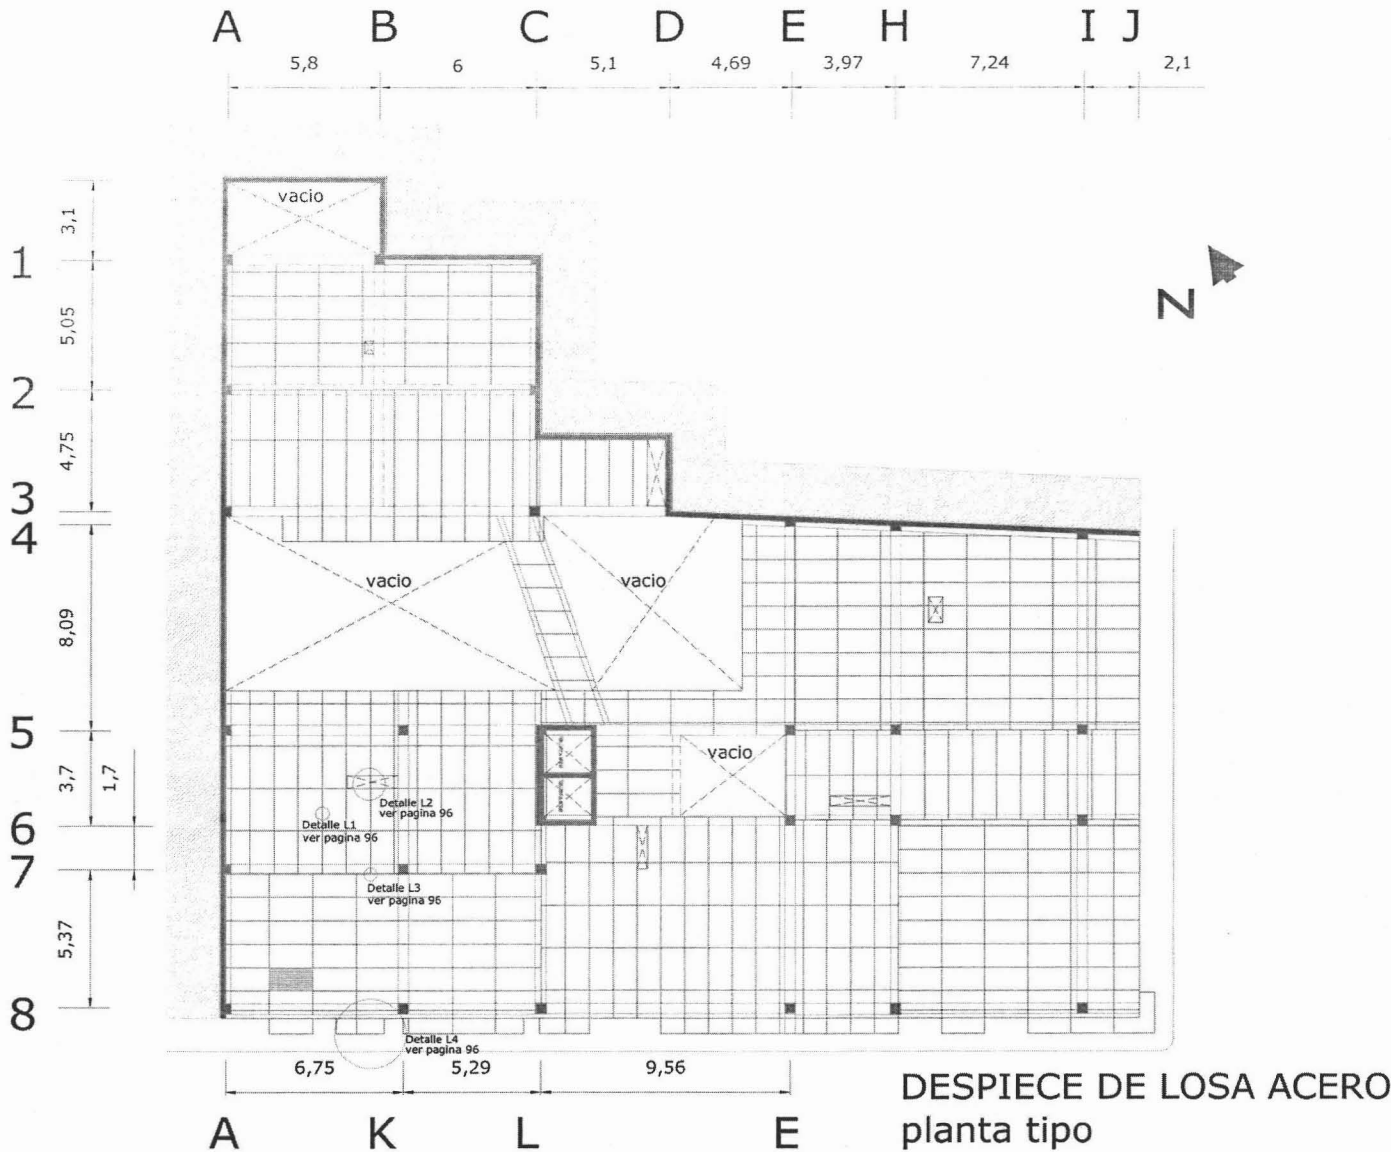 A B C D E H I J
5,8 6 5,1 4,69 3,97 7,24 2,1
vacio
3,1
1
5,05
N
2
4,75
3
4
vacio
vacio
8,09
5
vacio
3,7
1,7
Detalle L2
ver pagina 96
Detalle L1
ver pagina 96
6
7
Detalle L3
ver pagina 96
5,37
8
Detalle L4
ver pagina 96
6,75 5,29 9,56
A K L E
DESPIECE DE LOSA ACERO
planta tipo